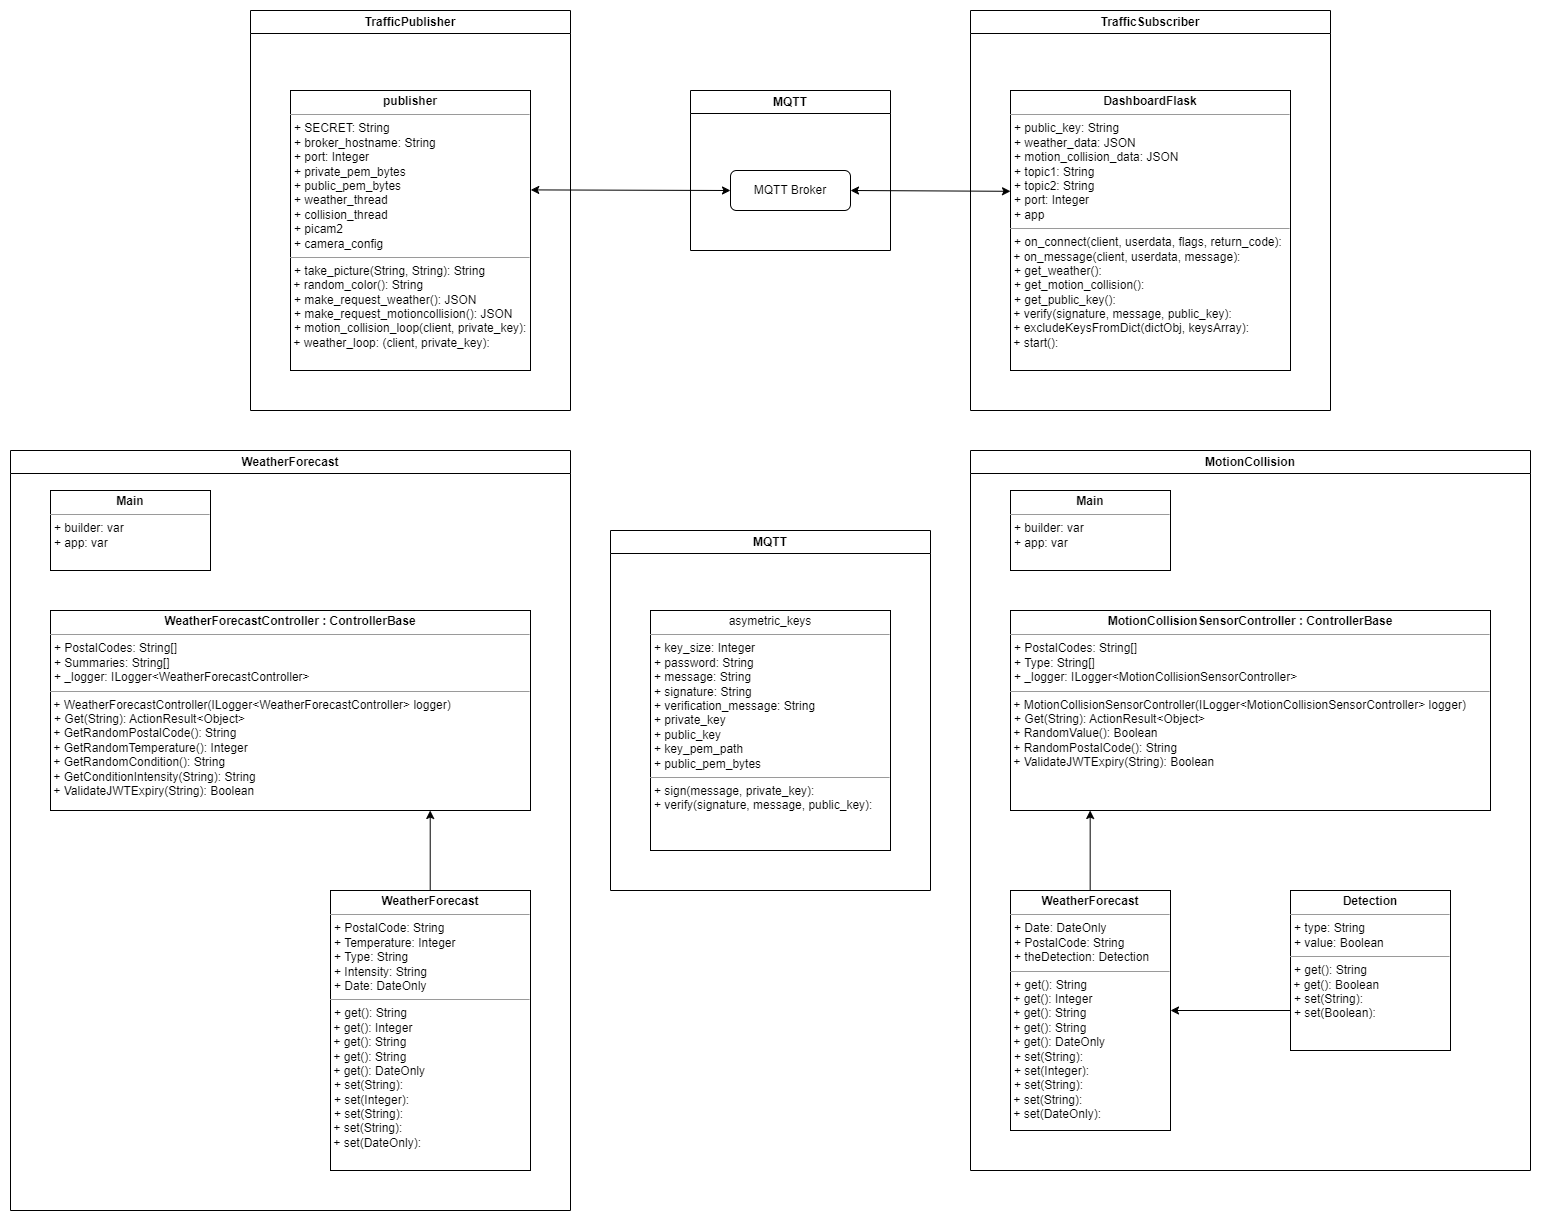 TrafficPublisher
publisher
+ SECRET: String
+ broker_hostname: String
+ port: Integer
+ private_pem_bytes
+ public_pem_bytes
+ weather_thread
+ collision_thread
+ picam2
+ camera_config
+ take_picture(String, String): String
+ random_color(): String
+ make_request_weather(): JSON
+ make_request_motioncollision(): JSON
+ motion_collision_loop(client, private_key):
+ weather_loop: (client, private_key):
MQTT
MQTT Broker
TrafficSubscriber
DashboardFlask
+ public_key: String
+ weather_data: JSON
+ motion_collision_data: JSON
+ topic1: String
+ topic2: String
+ port: Integer
+ app
+ on_connect(client, userdata, flags, return_code):
+ on_message(client, userdata, message):
+ get_weather():
+ get_motion_collision():
+ get_public_key():
+ verify(signature, message, public_key):
+ excludeKeysFromDict(dictObj, keysArray):
+ start():
WeatherForecast
Main
+ builder: var
+ app: var
WeatherForecastController : ControllerBase
+ PostalCodes: String[]
+ Summaries: String[]
+ _logger: ILogger<WeatherForecastController>
+ WeatherForecastController(ILogger<WeatherForecastController> logger)
+ Get(String): ActionResult<Object>
+ GetRandomPostalCode(): String
+ GetRandomTemperature(): Integer
+ GetRandomCondition(): String
+ GetConditionIntensity(String): String
+ ValidateJWTExpiry(String): Boolean
WeatherForecast
+ PostalCode: String
+ Temperature: Integer
+ Type: String
+ Intensity: String
+ Date: DateOnly
+ get(): String
+ get(): Integer
+ get(): String
+ get(): String
+ get(): DateOnly
+ set(String):
+ set(Integer):
+ set(String):
+ set(String):
+ set(DateOnly):
MQTT
asymetric_keys
+ key_size: Integer
+ password: String
+ message: String
+ signature: String
+ verification_message: String
+ private_key
+ public_key
+ key_pem_path
+ public_pem_bytes
+ sign(message, private_key):
+ verify(signature, message, public_key):
MotionCollision
Main
+ builder: var
+ app: var
MotionCollisionSensorController : ControllerBase
+ PostalCodes: String[]
+ Type: String[]
+ _logger: ILogger<MotionCollisionSensorController>
+ MotionCollisionSensorController(ILogger<MotionCollisionSensorController> logger)
+ Get(String): ActionResult<Object>
+ RandomValue(): Boolean
+ RandomPostalCode(): String
+ ValidateJWTExpiry(String): Boolean
WeatherForecast
+ Date: DateOnly
+ PostalCode: String
+ theDetection: Detection
+ get(): String
+ get(): Integer
+ get(): String
+ get(): String
+ get(): DateOnly
+ set(String):
+ set(Integer):
+ set(String):
+ set(String):
+ set(DateOnly):
Detection
+ type: String
+ value: Boolean
+ get(): String
+ get(): Boolean
+ set(String):
+ set(Boolean):